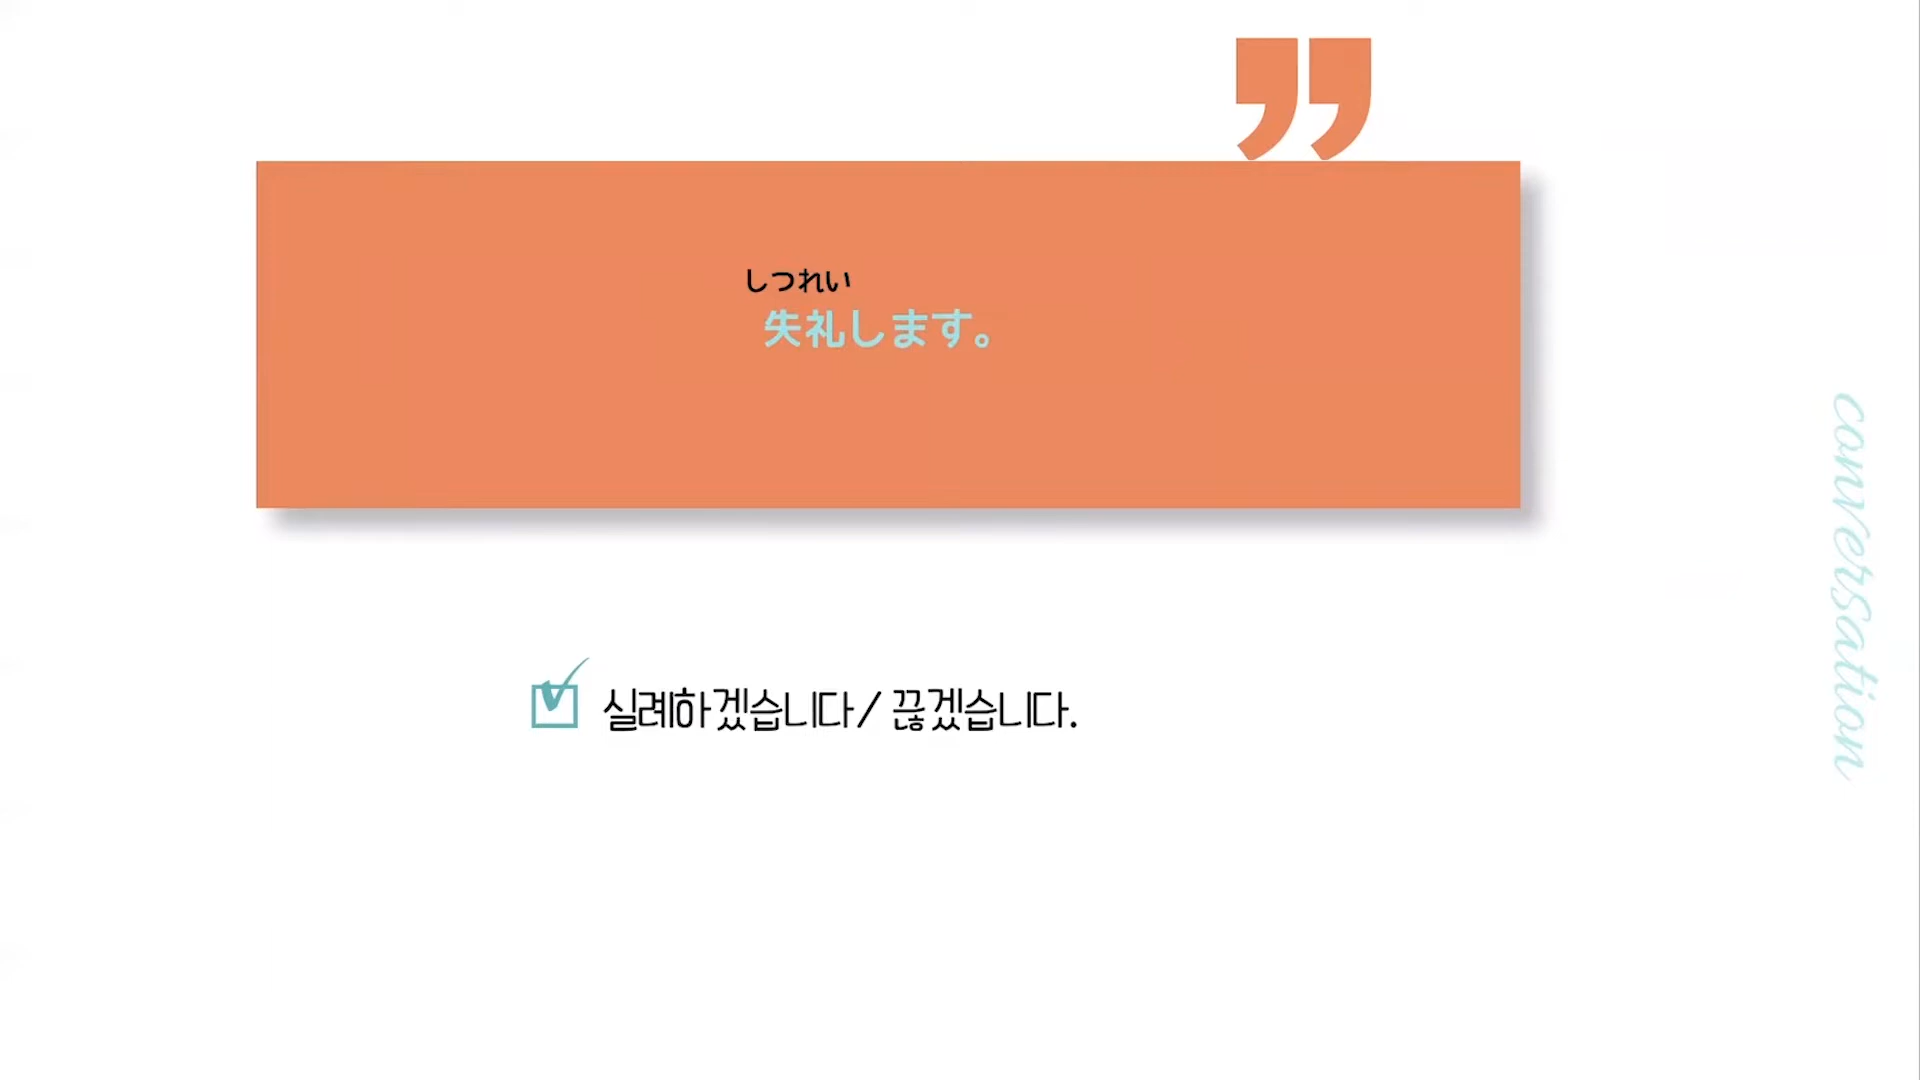 ”
しつれい
失礼します。
실례하겠습니다/ 끊겠습니다.
conversation